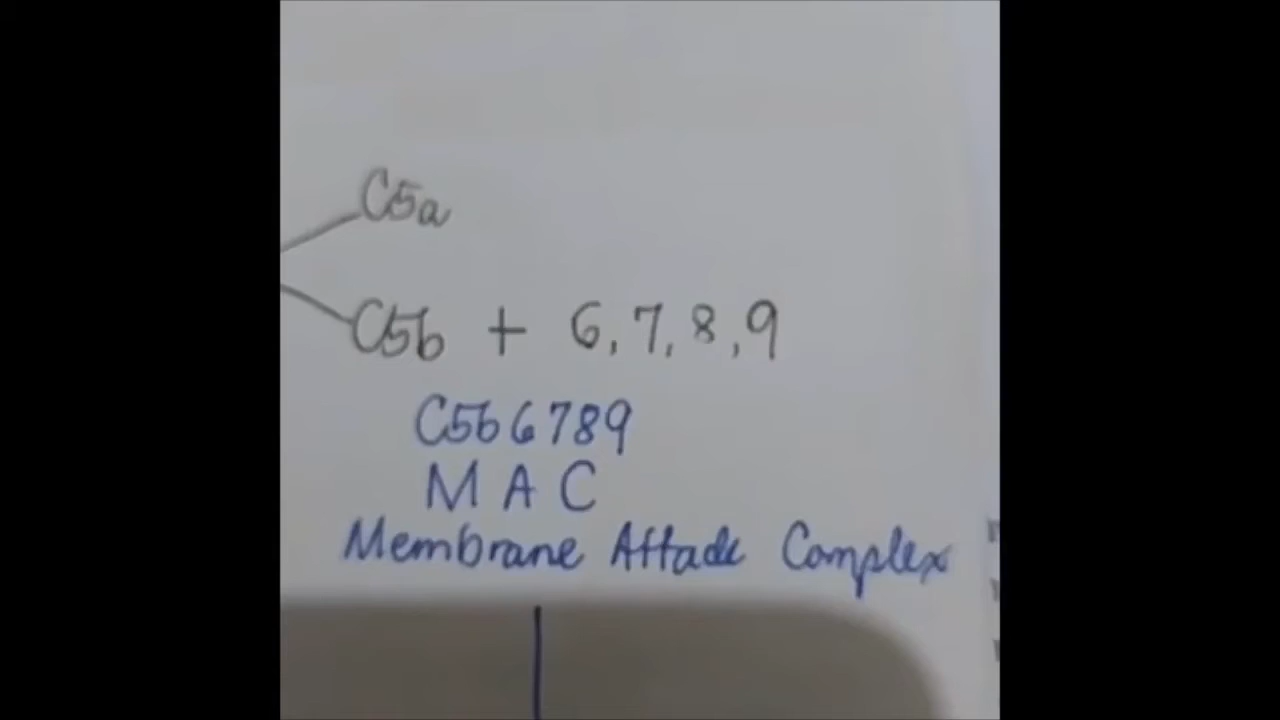 C5a
C5b + 6,7,8,9
C5b6789
MAC
Membrane Attack Complex